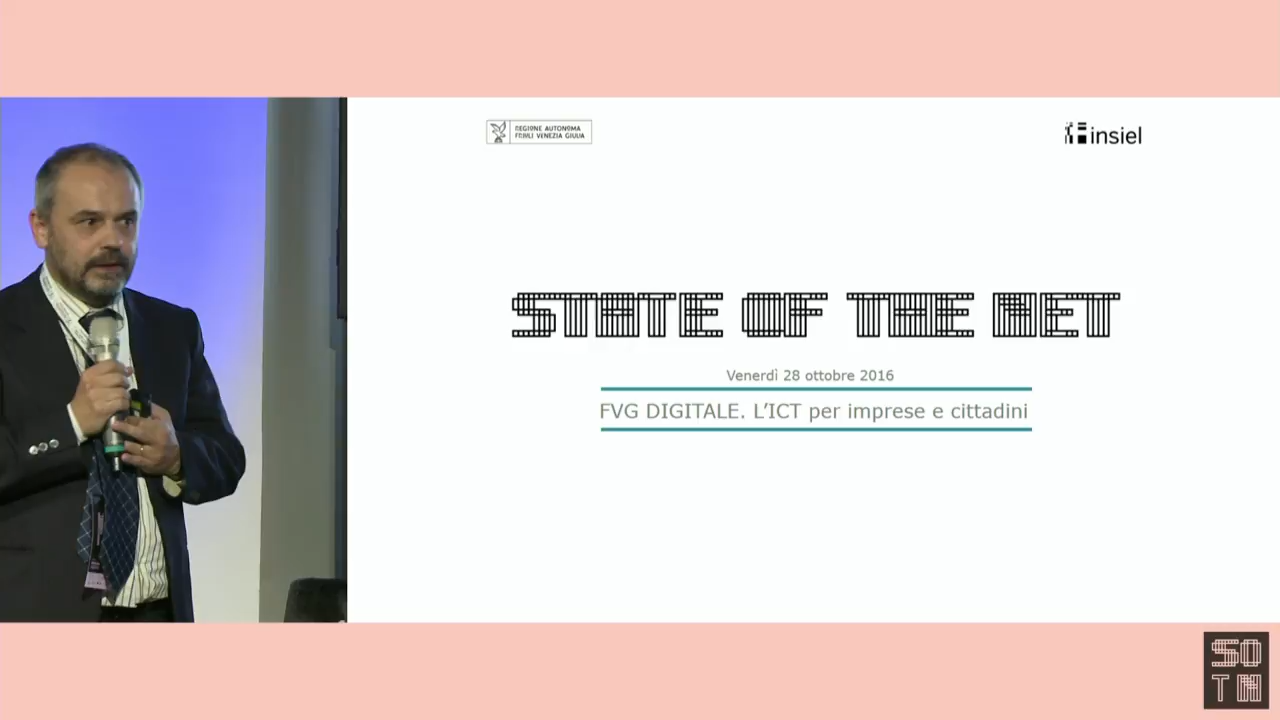 REGIONE AUTONOMA
FRIULI VENEZIA GIULIA
insiel
STATE OF THE NET
Venerdì 28 ottobre 2016
FVG DIGITALE. L'ICT per imprese e cittadini
SO
TN